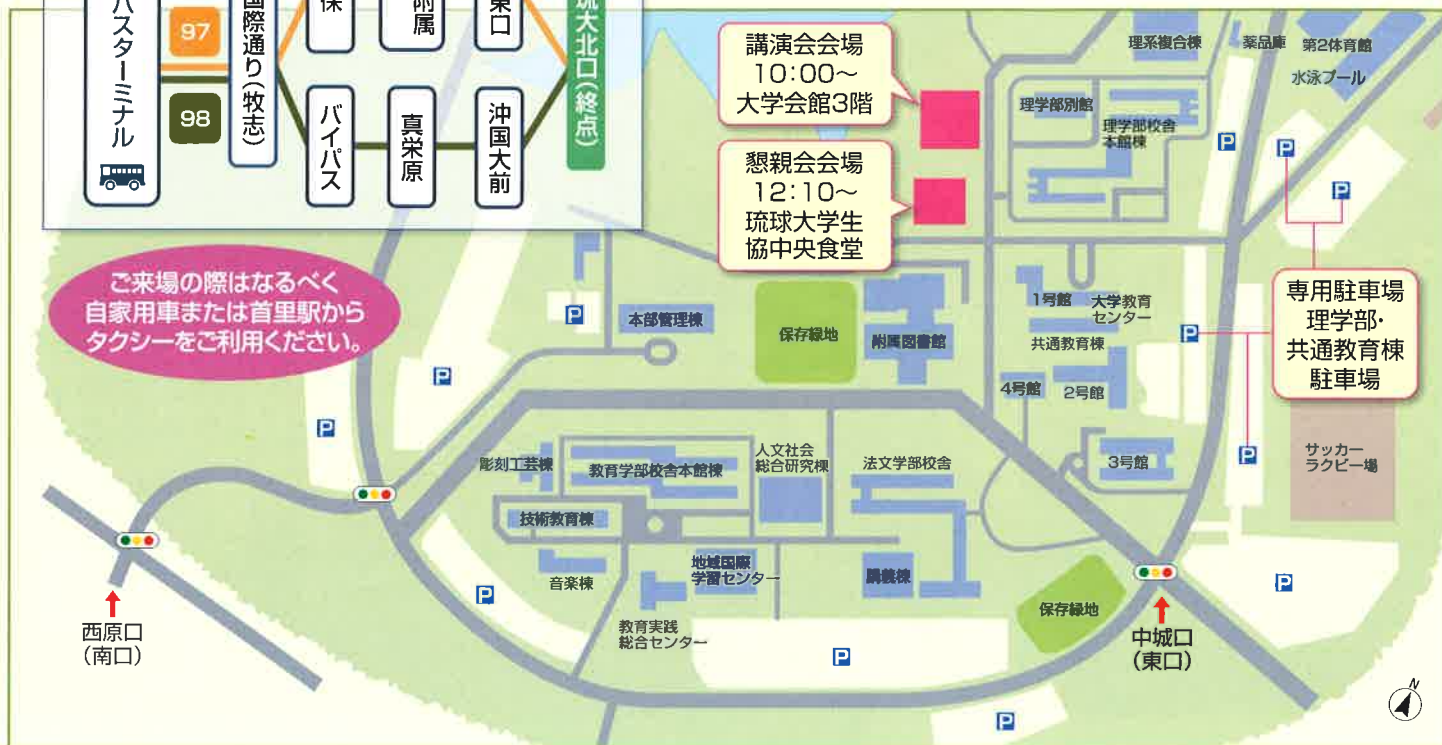 バスターミナル
97
98
国際通り(牧志)
保
附属
東口
琉大北口(終点)
バイパス
真栄原
沖国大前
講演会会場
10:00~
大学会館3階
懇親会会場
12:10~
琉球大学生
協中央食堂
理系複合棟
薬品庫
第2体育館
水泳プール
理学部別館
理学部校舎
本館棟
P
P
P
ご来場の際はなるべく
自家用車または首里駅から
タクシーをご利用ください。
専用駐車場
理学部・
共通教育棟
駐車場
P
本部管理棟
保存緑地
附属図書館
1号館
大学教育
センター
共通教育棟
P
4号館
2号館
P
P
彫刻工芸棟
教育学部校舎本館棟
人文社会
総合研究棟
法文学部校舎
3号館
P
サッカー
ラクビー場
技術教育棟
音楽棟
地域国際
学習センター
講義棟
P
教育実践
総合センター
保存緑地
P
P
P
西原口
(南口)
中城口
(東口)
N